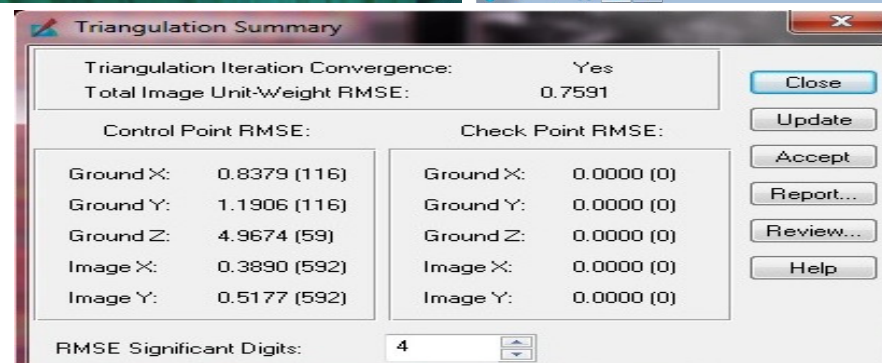 Triangulation Summary
Triangulation Iteration Convergence: Yes
Total Image Unit-Weight RMSE: 0.7591
Control Point RMSE: Check Point RMSE:
Ground X: 0.8379 (116) Ground X: 0.0000 (0)
Ground Y: 1.1906 (116) Ground Y: 0.0000 (0)
Ground Z: 4.9674 (59) Ground Z: 0.0000 (0)
Image X: 0.3890 (592) Image X: 0.0000 (0)
Image Y: 0.5177 (592) Image Y: 0.0000 (0)
RMSE Significant Digits: 4
Close
Update
Accept
Report...
Review...
Help